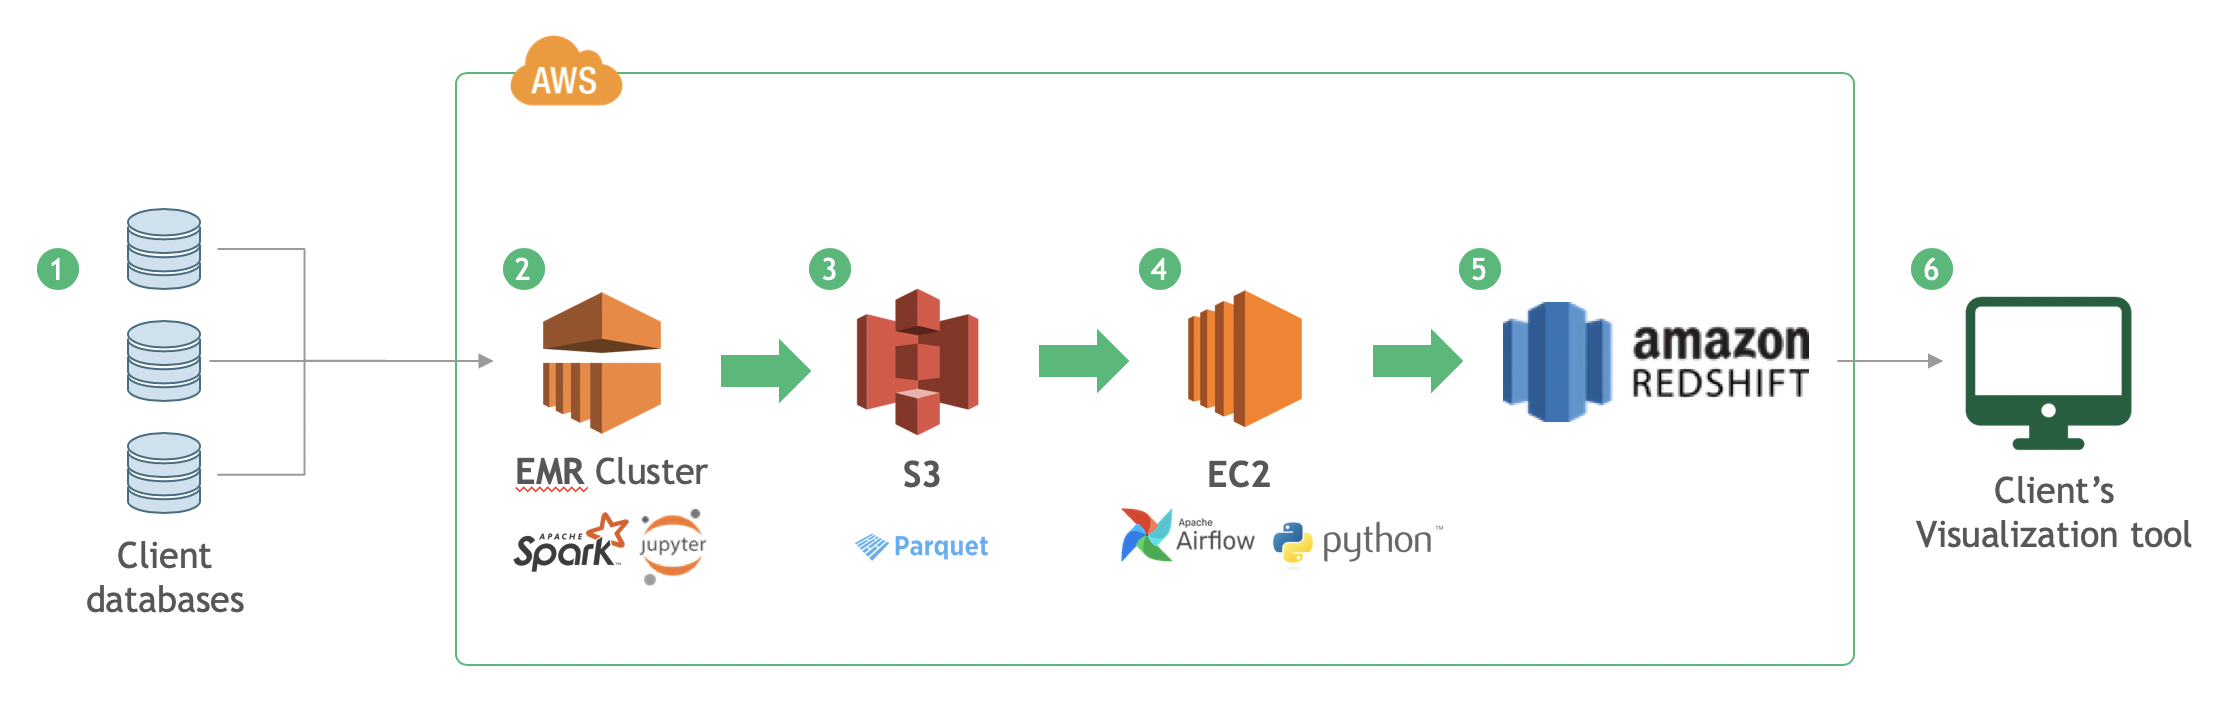 AWS
1
2
3
4
5
6
amazon
REDSHIFT
EMR Cluster
S3
EC2
Client's
Visualization tool
APACHE
Spark™
jupyter
Parquet
Apache
Airflow
python™
Client
databases